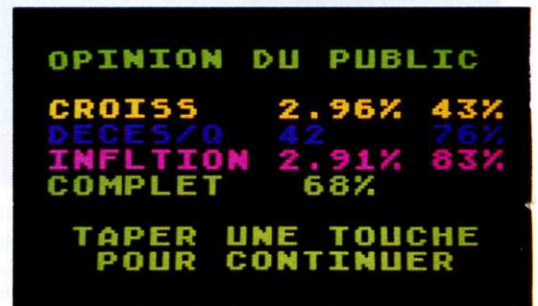 OPINION DU PUBLIC
CROISS 2.96% 43%
DECES/Q 42 76%
INFLTION 2.91% 83%
COMPLET 68%
TAPER UNE TOUCHE
POUR CONTINUER